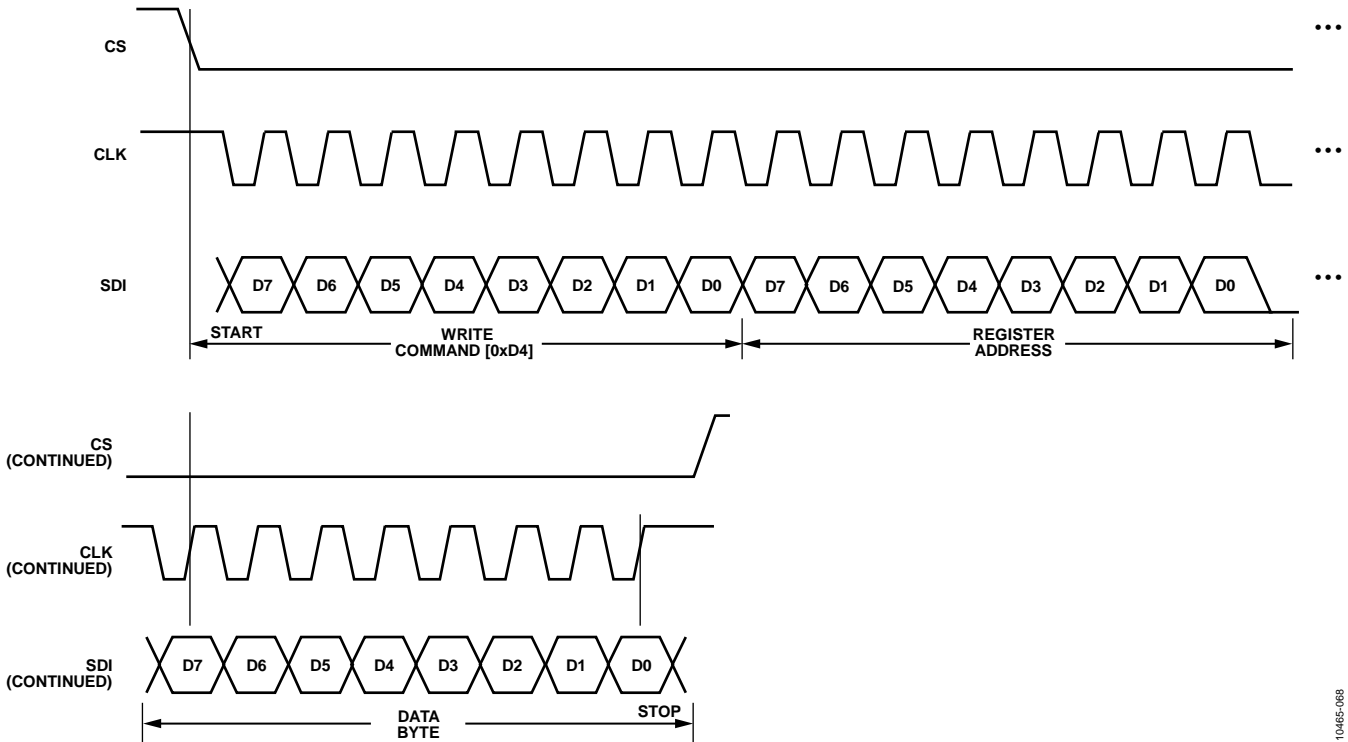 CS
...
CLK
...
SDI
D7 D6 D5 D4 D3 D2 D1 D0 D7 D6 D5 D4 D3 D2 D1 D0
...
START
WRITE
COMMAND [0xD4]
REGISTER
ADDRESS
CS
(CONTINUED)
CLK
(CONTINUED)
SDI
(CONTINUED)
D7 D6 D5 D4 D3 D2 D1 D0
DATA
BYTE
STOP
10465-068